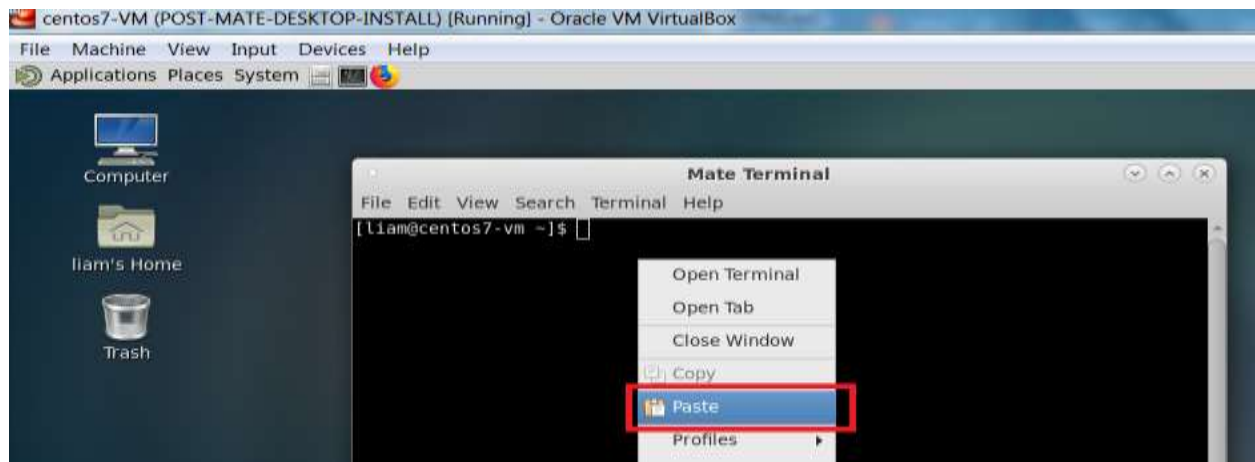 centos7-VM (POST-MATE-DESKTOP-INSTALL) [Running] - Oracle VM VirtualBox
File Machine View Input Devices Help
Applications Places System
Computer
Mate Terminal
File Edit View Search Terminal Help
[liam@centos7-vm ~]$
liam's Home
Open Terminal
Open Tab
Trash
Close Window
Copy
Paste
Profiles